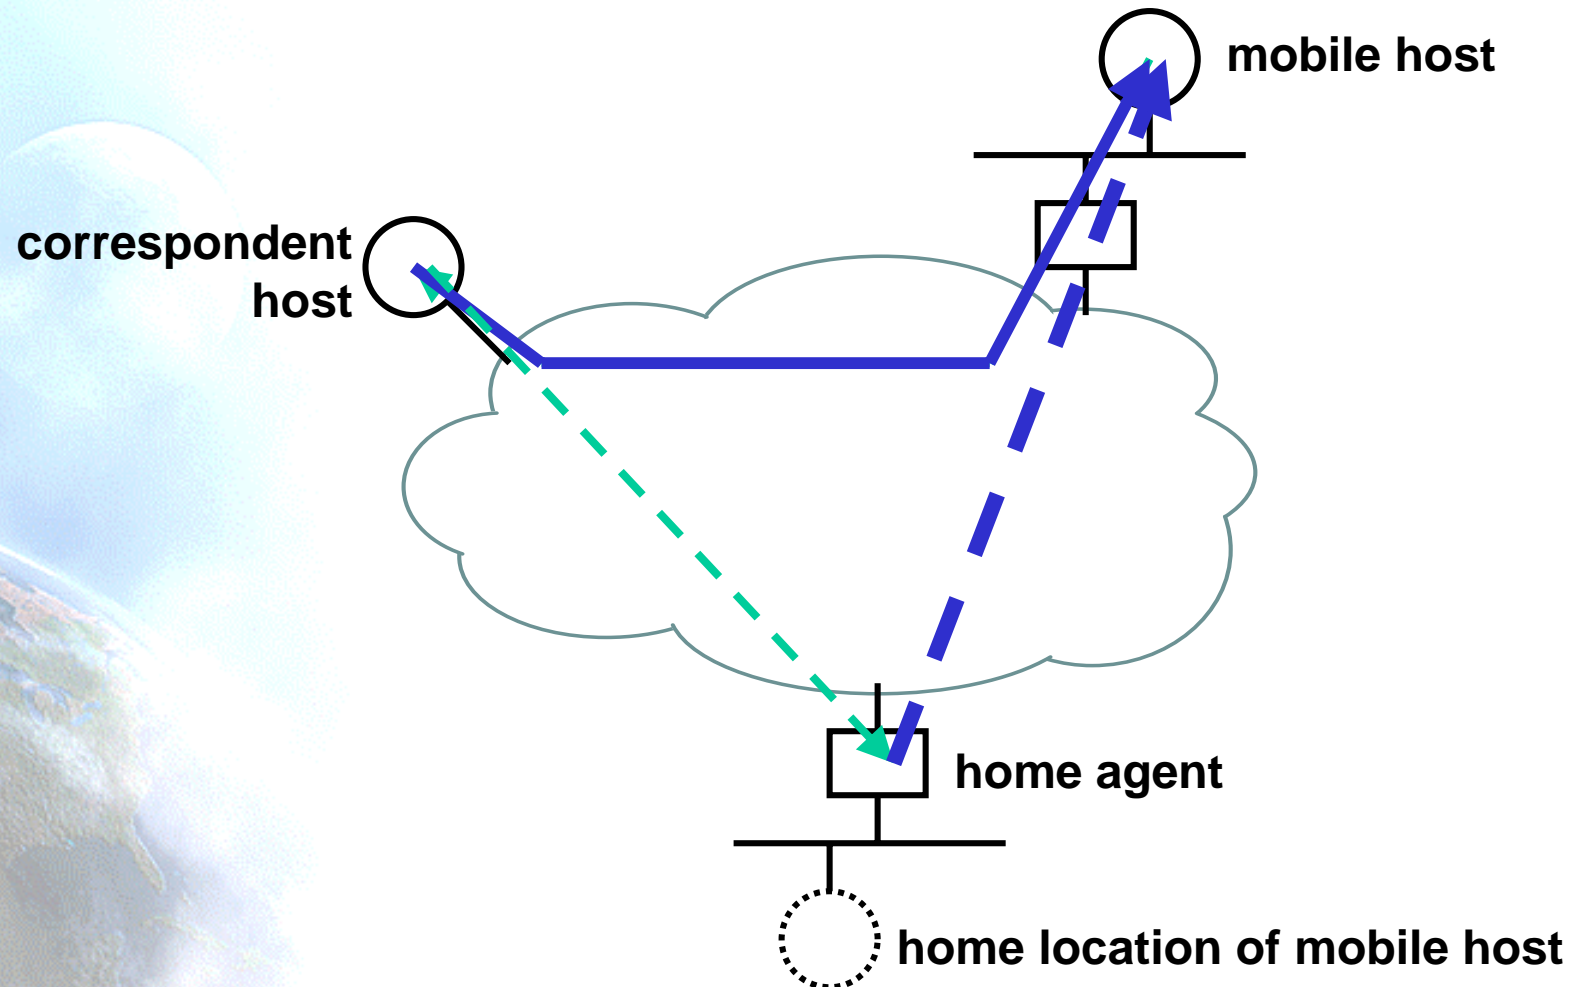 mobile host
correspondent
host
home agent
home location of mobile host